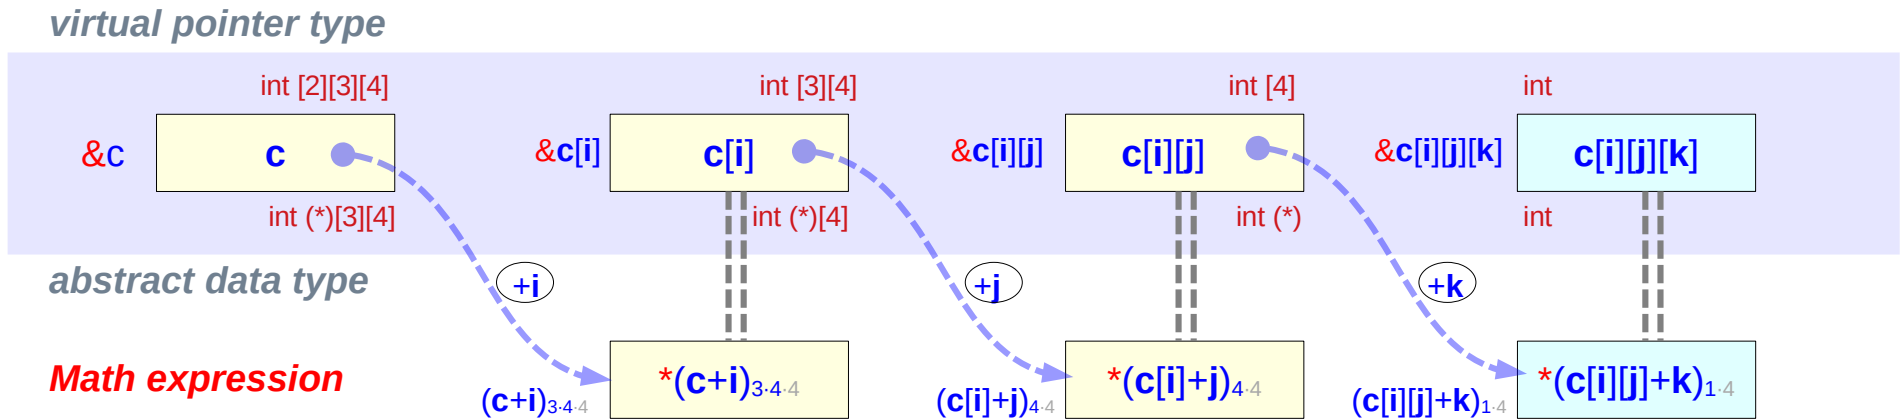 virtual pointer type
int [2][3][4] int [3][4] int [4] int
&c c &c[i] c[i] &c[i][j] c[i][j] &c[i][j][k] c[i][j][k]
int (*)[3][4] int (*)[4] int (*) int
abstract data type +i +j +k
Math expression *(c+i)3·4·4 *(c[i]+j)4·4 *(c[i][j]+k)1·4
(c+i)3·4·4 (c[i]+j)4·4 (c[i][j]+k)1·4